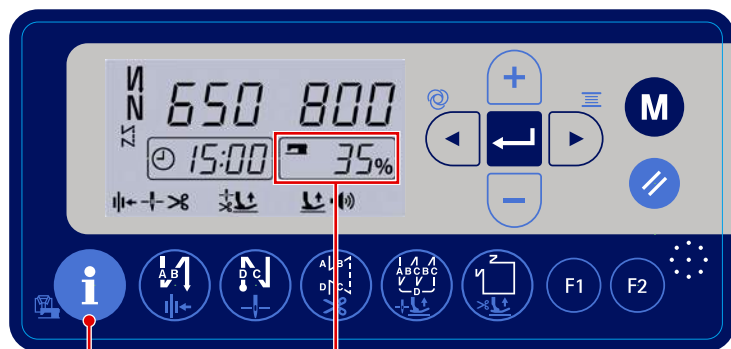 N
N 650 800
15:00 35%
+
M
−
i
A B
D C
A B
D C
A B C B C
D
F1
F2